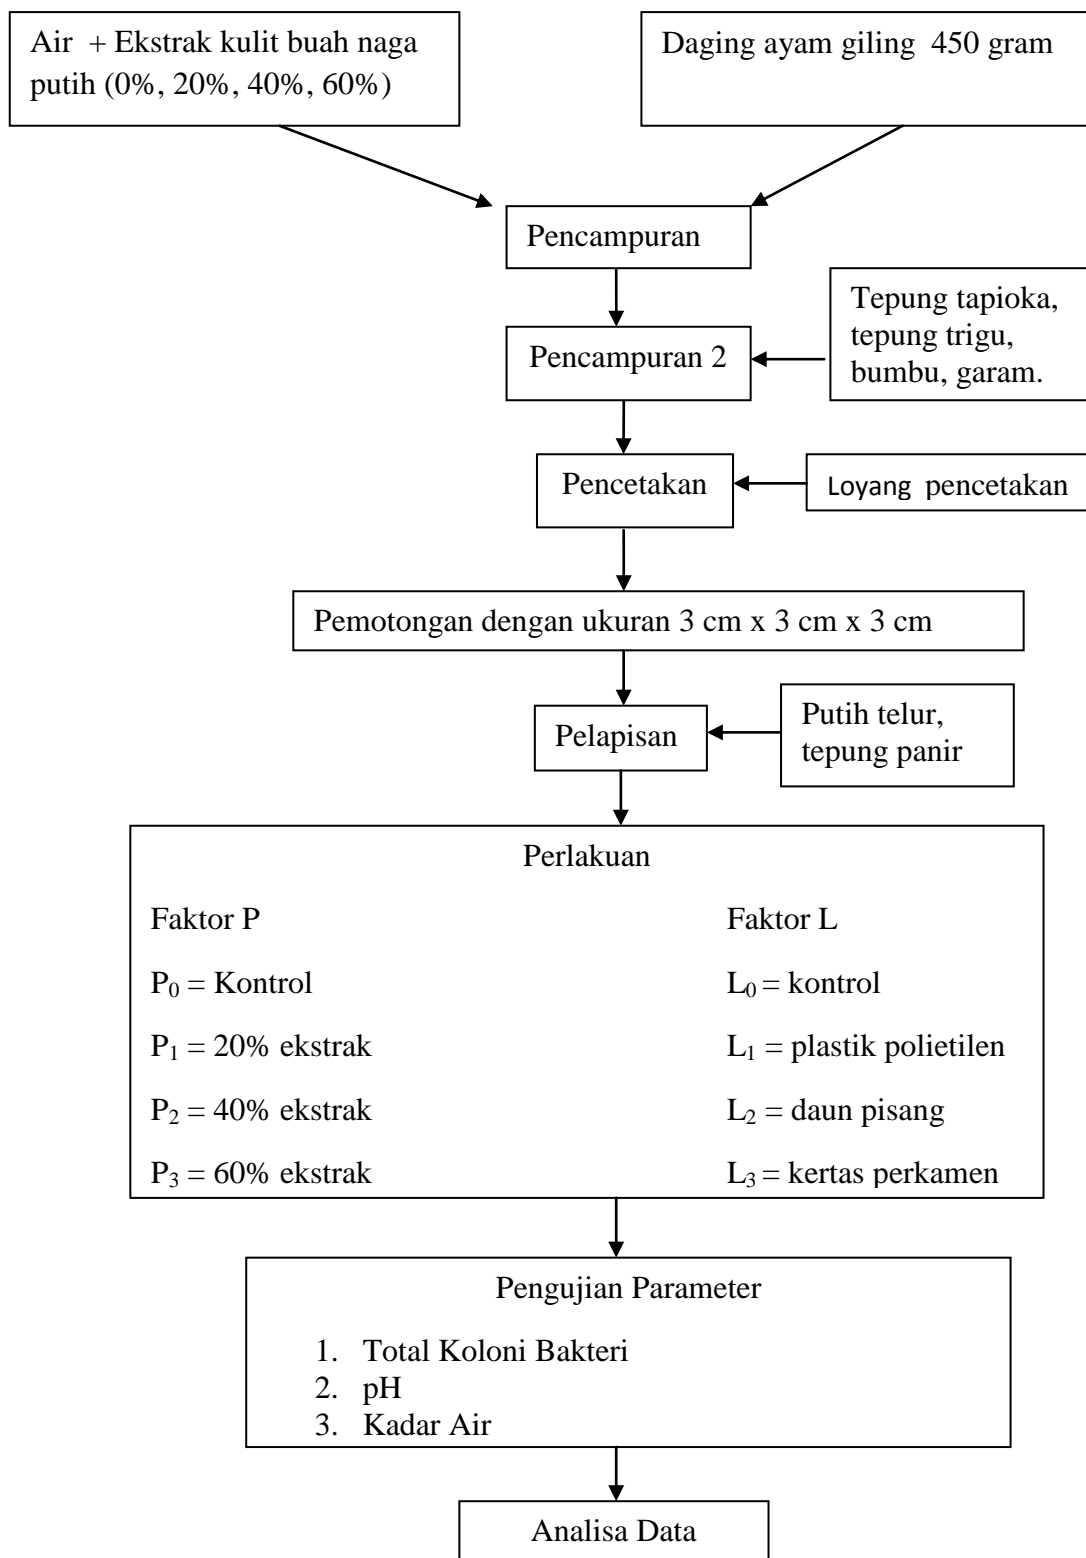 Air + Ekstrak kulit buah naga
putih (0%, 20%, 40%, 60%)
Daging ayam giling 450 gram
Pencampuran
Tepung tapioka,
tepung trigu,
bumbu, garam.
Pencampuran 2
Pencetakan
Loyang pencetakan
Pemotongan dengan ukuran 3 cm x 3 cm x 3 cm
Pelapisan
Putih telur,
tepung panir
Perlakuan
Faktor P
Faktor L
P₀ = Kontrol
L₀ = kontrol
P₁ = 20% ekstrak
L₁ = plastik polietilen
P₂ = 40% ekstrak
L₂ = daun pisang
P₃ = 60% ekstrak
L₃ = kertas perkamen
Pengujian Parameter
1. Total Koloni Bakteri
2. pH
3. Kadar Air
Analisa Data